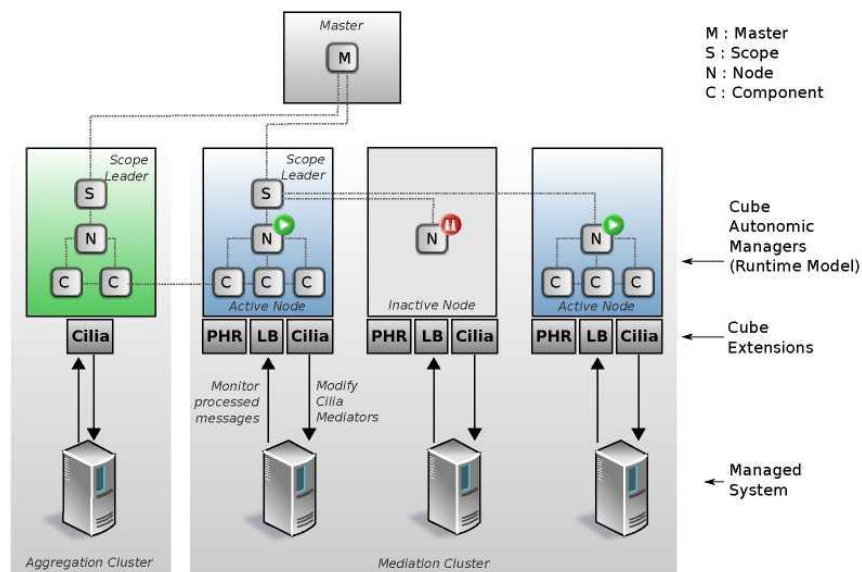 Master
M
M : Master
S : Scope
N : Node
C : Component
Scope
Leader
S
N
C
C
Scope
Leader
S
N
C
C
C
Active Node
N
Inactive Node
N
C
C
C
Active Node
Cube
Autonomic
Managers
(Runtime Model)
Cilia
PHR
LB
Cilia
PHR
LB
Cilia
PHR
LB
Cilia
Cube
Extensions
Monitor
processed
messages
Modify
Cilia
Mediators
Managed
System
Aggregation Cluster
Mediation Cluster